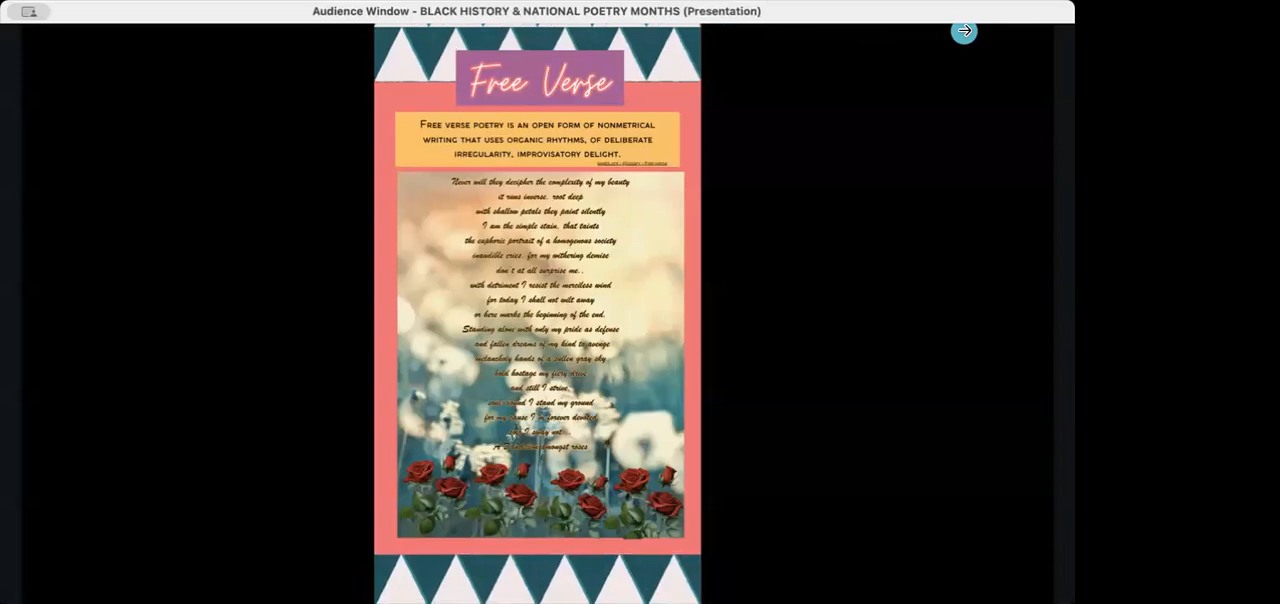 Audience Window - BLACK HISTORY & NATIONAL POETRY MONTHS (Presentation)
Free Verse
FREE VERSE POETRY IS AN OPEN FORM OF NONMETRICAL
WRITING THAT USES ORGANIC RHYTHMS, OF DELIBERATE
IRREGULARITY, IMPROVISATORY DELIGHT.
Never will they decipher the complexity of my beauty
it runs inverse, root deep
with shallow petals they paint silently
I am the simple stain, that taints
the euphoric portrait of a homogenous society
inaudible cries, for my withering demise
don't at all surprise me..
with detriment I resist the merciless wind
for today I shall not wilt away
or here marks the beginning of the end.
Standing alone with only my pride as defense
and fallen dreams of my kind to avenge
melancholy hands of a sullen gray sky
hold hostage my fiery drive
and still I strive,
I stand my ground
for my cause I'm forever devoted
I sway not
A Dandelion amongst roses